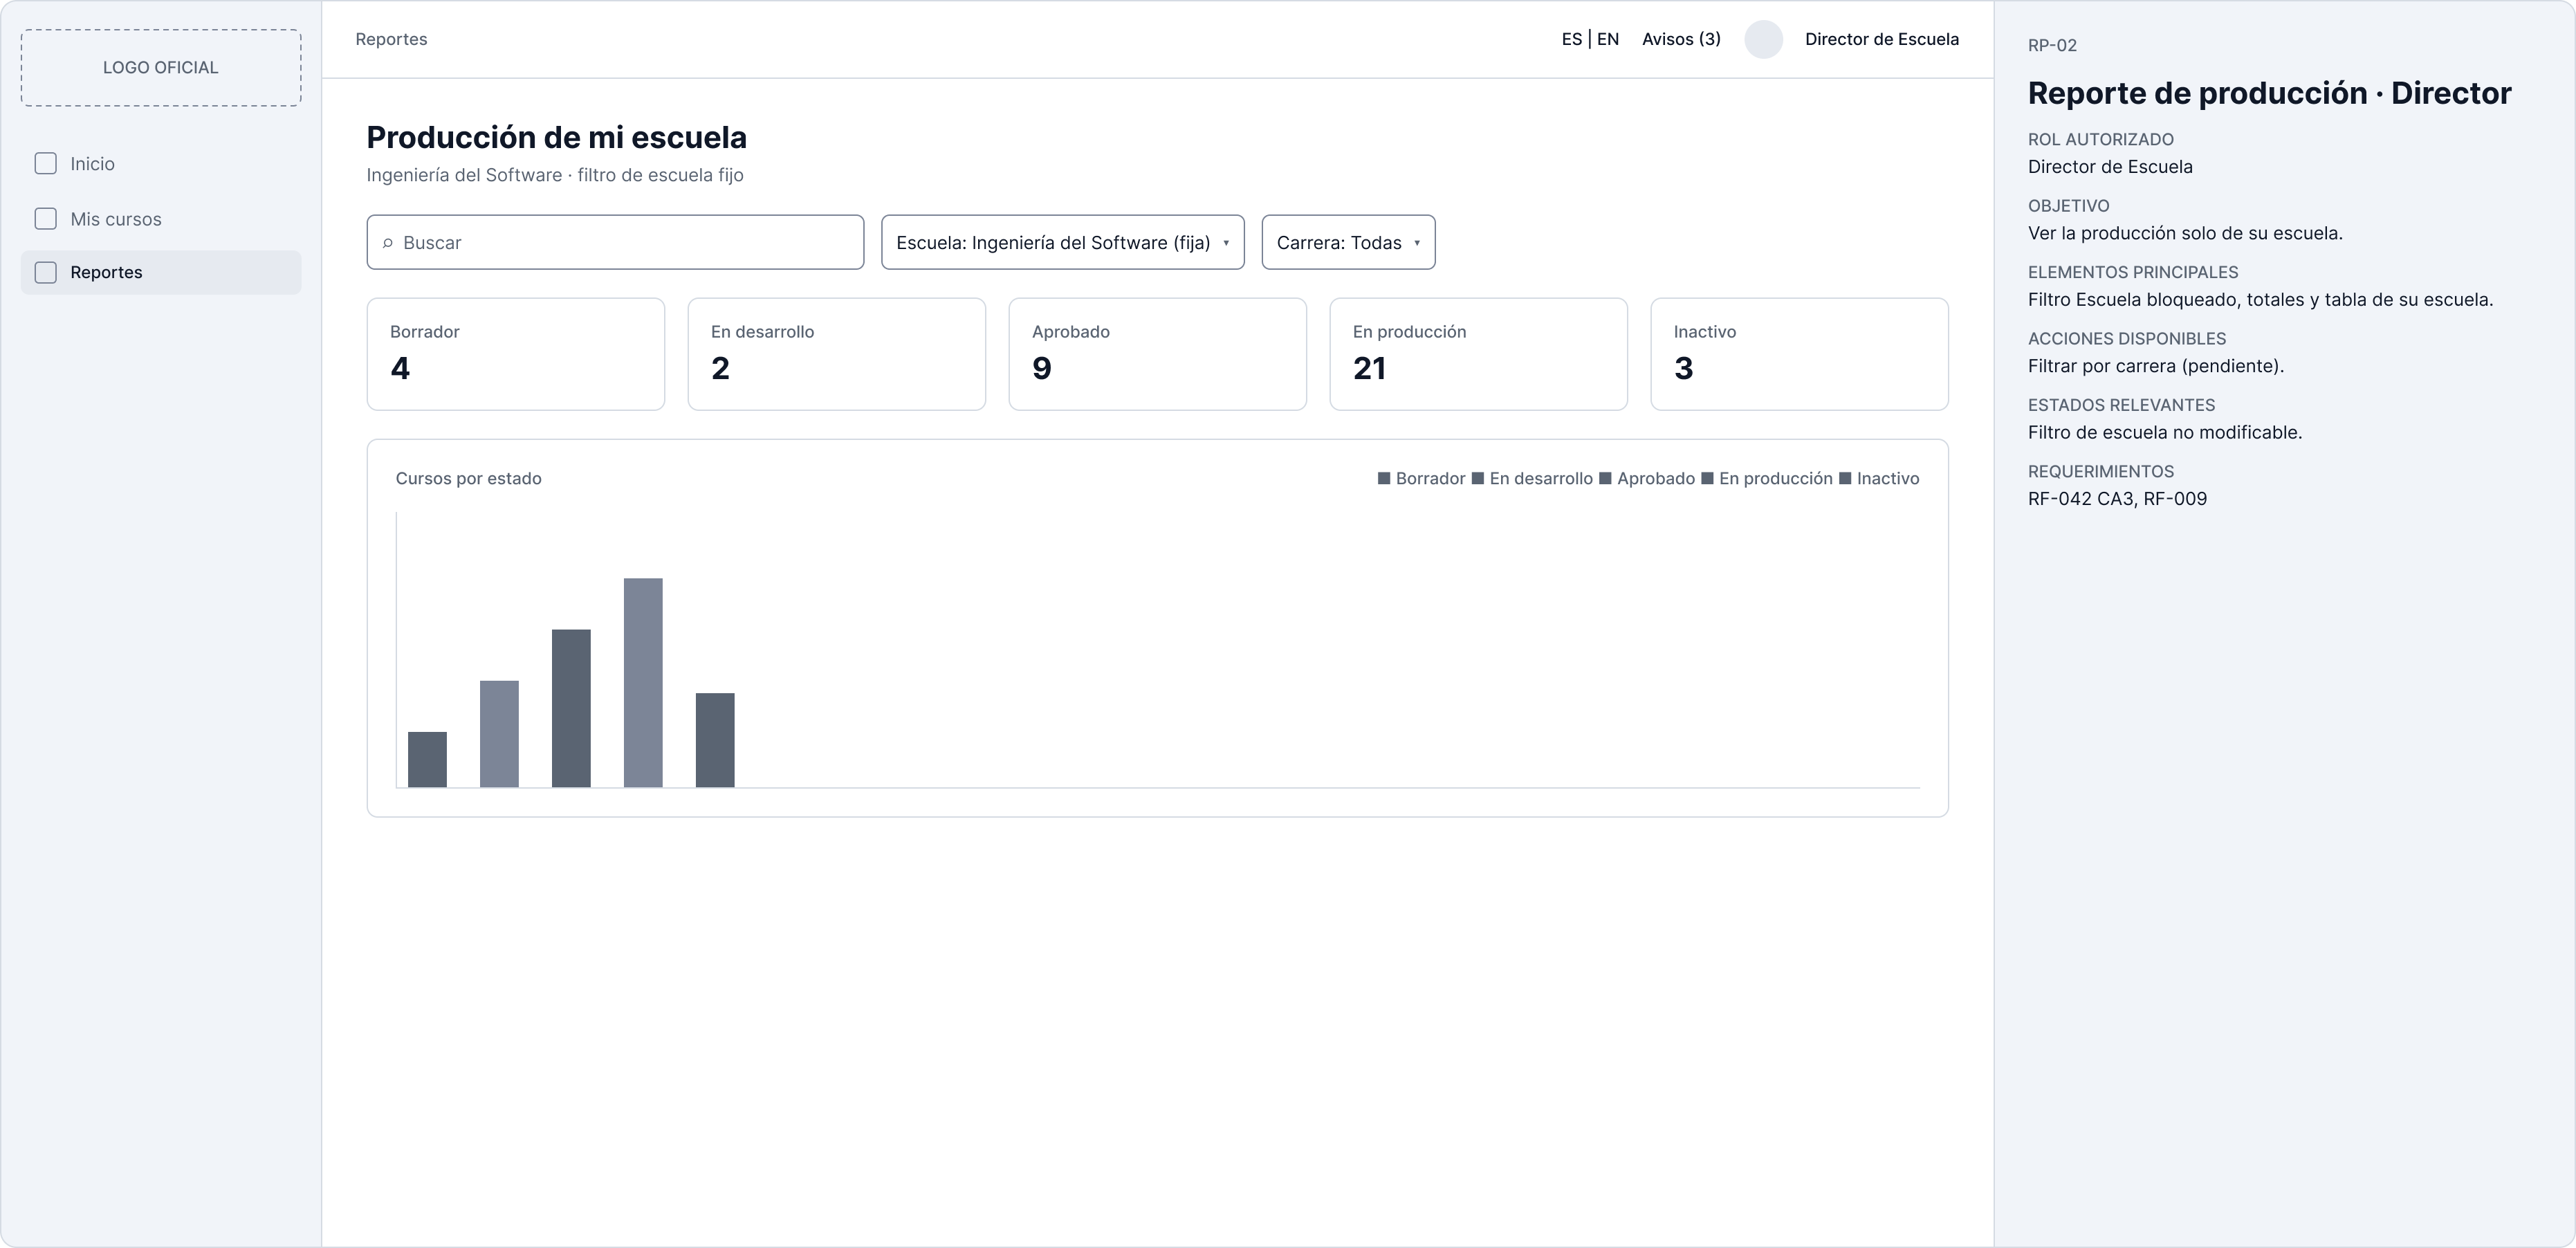 LOGO OFICIAL
Inicio
Mis cursos
Reportes
Reportes
ES | EN
Avisos (3)
Director de Escuela
Producción de mi escuela
Ingeniería del Software · filtro de escuela fijo
Buscar
Escuela: Ingeniería del Software (fija)
Carrera: Todas
Borrador
4
En desarrollo
2
Aprobado
9
En producción
21
Inactivo
3
Cursos por estado
Borrador En desarrollo Aprobado En producción Inactivo
RP-02
Reporte de producción · Director
ROL AUTORIZADO
Director de Escuela
OBJETIVO
Ver la producción solo de su escuela.
ELEMENTOS PRINCIPALES
Filtro Escuela bloqueado, totales y tabla de su escuela.
ACCIONES DISPONIBLES
Filtrar por carrera (pendiente).
ESTADOS RELEVANTES
Filtro de escuela no modificable.
REQUERIMIENTOS
RF-042 CA3, RF-009